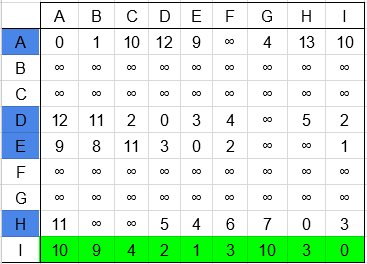 A B C D E F G H I
A 0 1 10 12 9 ∞ 4 13 10
B ∞ ∞ ∞ ∞ ∞ ∞ ∞ ∞ ∞
C ∞ ∞ ∞ ∞ ∞ ∞ ∞ ∞ ∞
D 12 11 2 0 3 4 ∞ 5 2
E 9 8 11 3 0 2 ∞ ∞ 1
F ∞ ∞ ∞ ∞ ∞ ∞ ∞ ∞ ∞
G ∞ ∞ ∞ ∞ ∞ ∞ ∞ ∞ ∞
H 11 ∞ ∞ 5 4 6 7 0 3
I 10 9 4 2 1 3 10 3 0